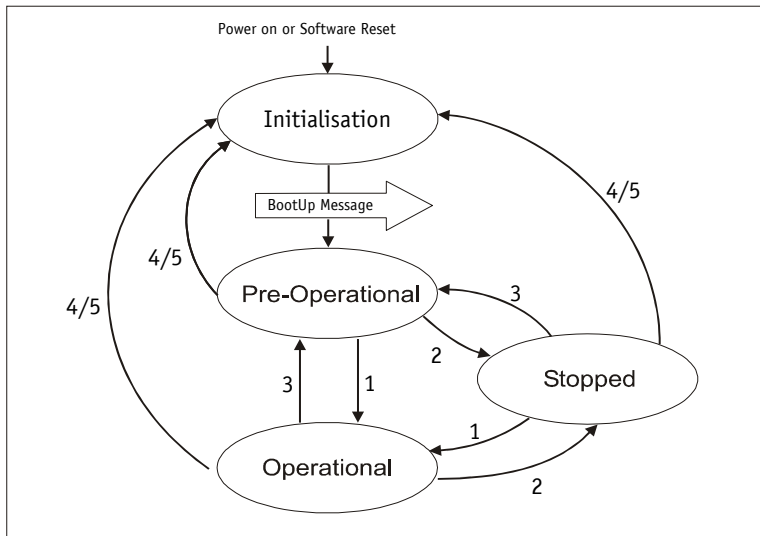 Power on or Software Reset
Initialisation
4/5
BootUp Message
4/5
4/5
Pre-Operational
3
2
Stopped
3
1
1
Operational
2